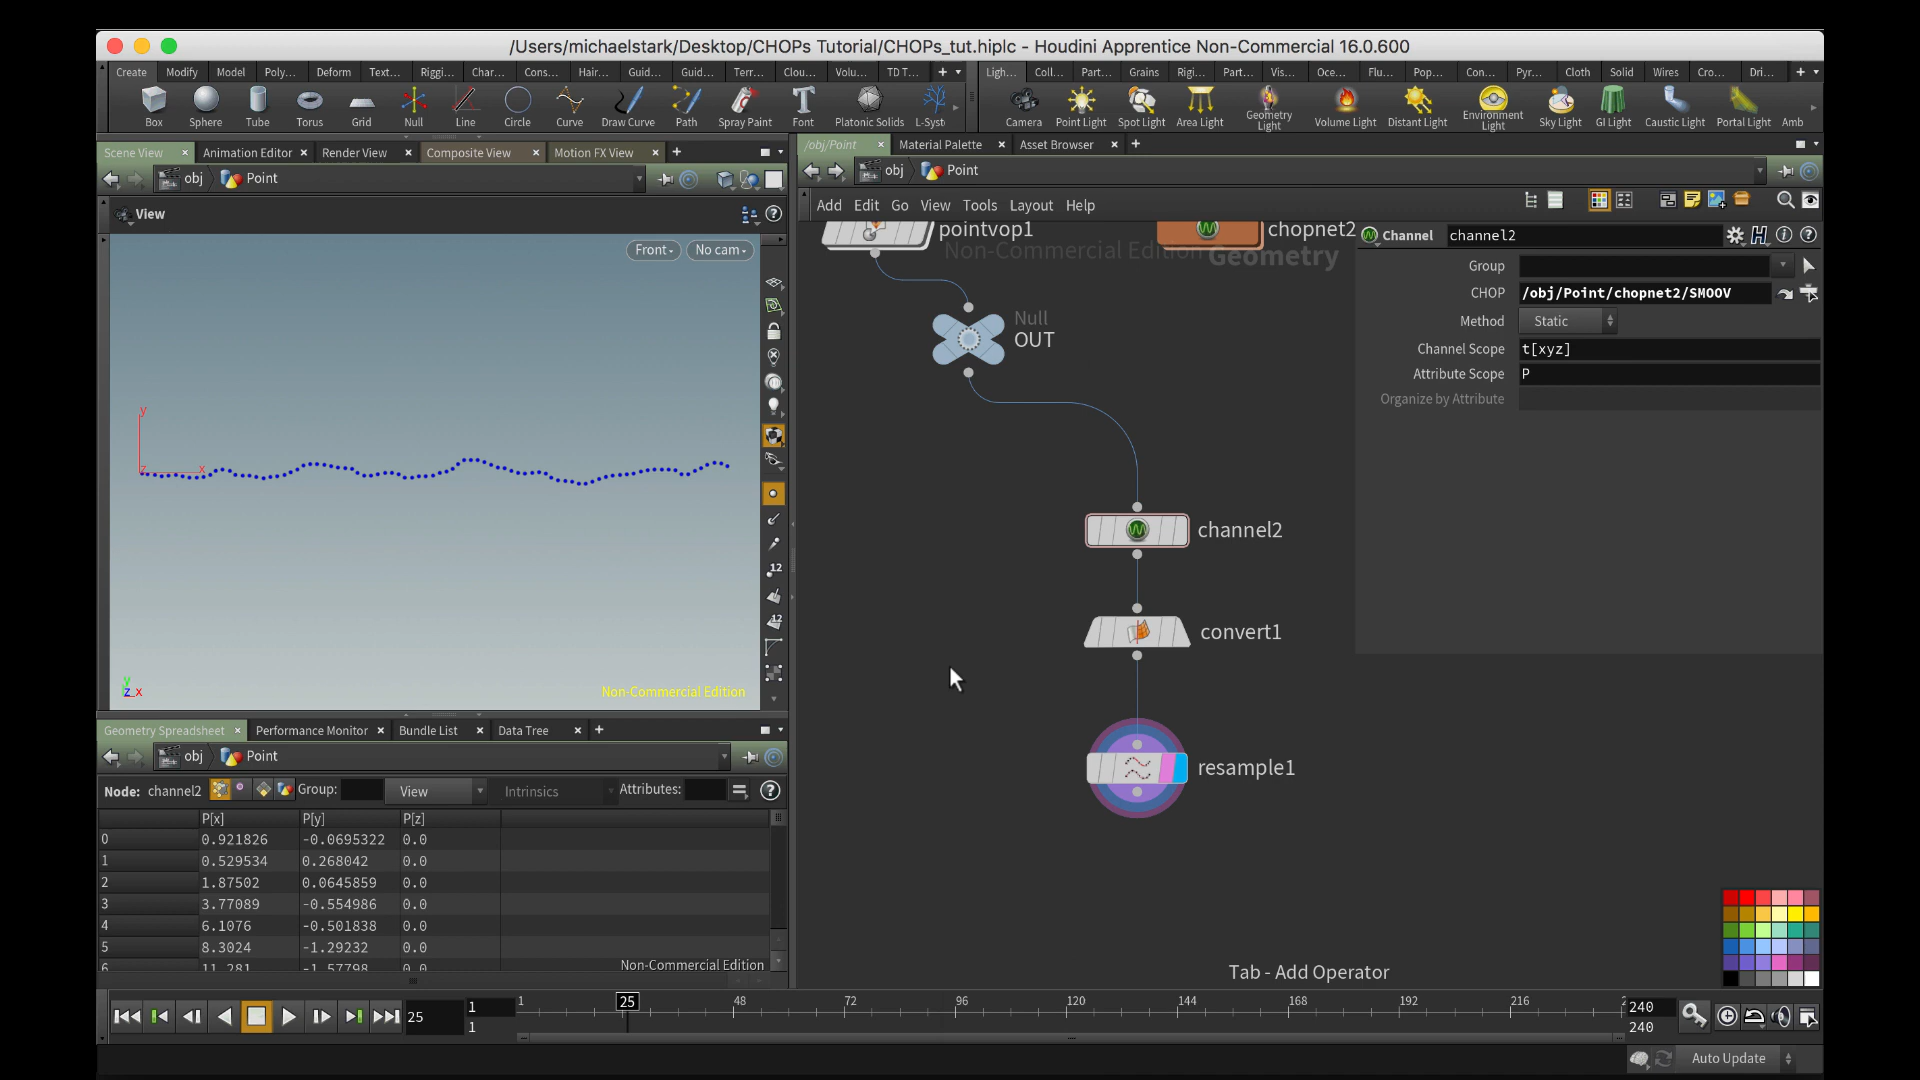 /Users/michaelstark/Desktop/CHOPs Tutorial/CHOPs_tut.hiplc - Houdini Apprentice Non-Commercial 16.0.600
Create Modify Model Poly... Deform Text... Riggi... Char... Cons... Hair... Guid... Guid... Terr... Clou... Volu... TD T...
Ligh... Coll... Part... Grains Rigi... Part... Vis... Oce... Flu... Pop... Con... Pyr... Cloth Solid Wires Cro... Dri...
Box Sphere Tube Torus Grid Null Line Circle Curve Draw Curve Path Spray Paint Font Platonic Solids L-Syst
Camera Point Light Spot Light Area Light Geometry Light Volume Light Distant Light Environment Light Sky Light GI Light Caustic Light Portal Light Amb
Scene View Animation Editor Render View Composite View Motion FX View
/obj/Point Material Palette Asset Browser
obj Point
obj Point
View
Add Edit Go View Tools Layout Help
Front No cam
y
z x
y
z x
Non-Commercial Edition
pointvop1
chopnet2
Non-Commercial Edition
Geometry
Null
OUT
channel2
convert1
resample1
Tab - Add Operator
Channel channel2
Group
CHOP /obj/Point/chopnet2/SMOOV
Method Static
Channel Scope t[xyz]
Attribute Scope P
Organize by Attribute
12
12
Geometry Spreadsheet Performance Monitor Bundle List Data Tree
obj Point
Node: channel2 Group: View Intrinsics Attributes:
P[x] P[y] P[z]
0 0.921826 -0.0695322 0.0
1 0.529534 0.268042 0.0
2 1.87502 0.0645859 0.0
3 3.77089 -0.554986 0.0
4 6.1076 -0.501838 0.0
5 8.3024 -1.29232 0.0
6 11.281 -1.57798 0.0
Non-Commercial Edition
25 1 1 25 48 72 96 120 144 168 192 216 2 240
1 240
Auto Update